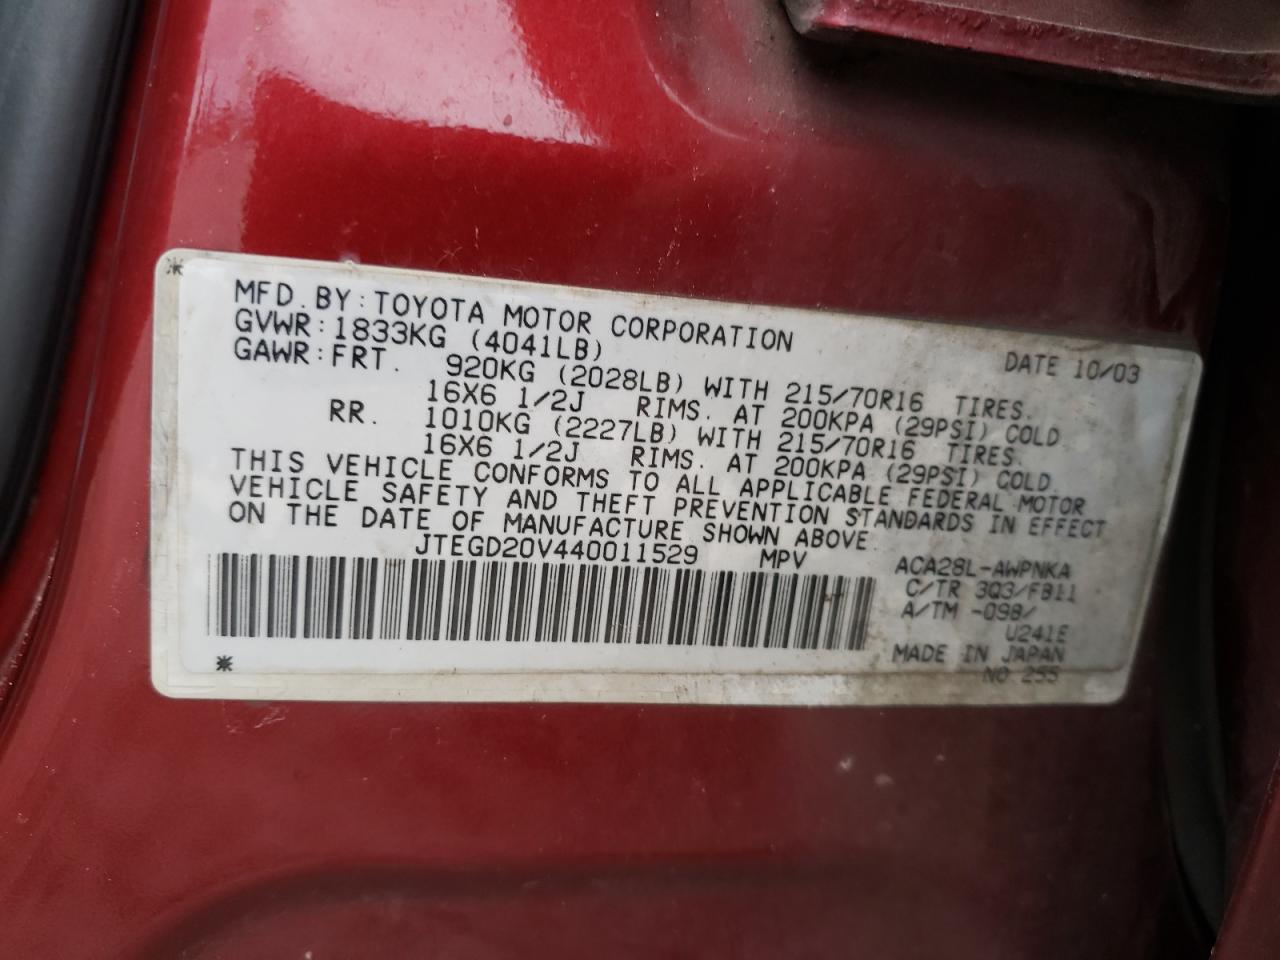 MFD. BY: TOYOTA MOTOR CORPORATION DATE 10/03
GVWR: 1833KG (4041LB)
GAWR: FRT. 920KG (2028LB) WITH 215/70R16 TIRES.
16X6 1/2J RIMS. AT 200KPA (29PSI) COLD.
RR. 1010KG (2227LB) WITH 215/70R16 TIRES.
16X6 1/2J RIMS. AT 200KPA (29PSI) COLD.
THIS VEHICLE CONFORMS TO ALL APPLICABLE FEDERAL MOTOR
VEHICLE SAFETY AND THEFT PREVENTION STANDARDS IN EFFECT
ON THE DATE OF MANUFACTURE SHOWN ABOVE.
JTEGD20V440011529 MPV
ACA28L-AWPNKA
C/TR 3Q3/FB11
A/TM -09B/
U241E
MADE IN JAPAN
NO 255